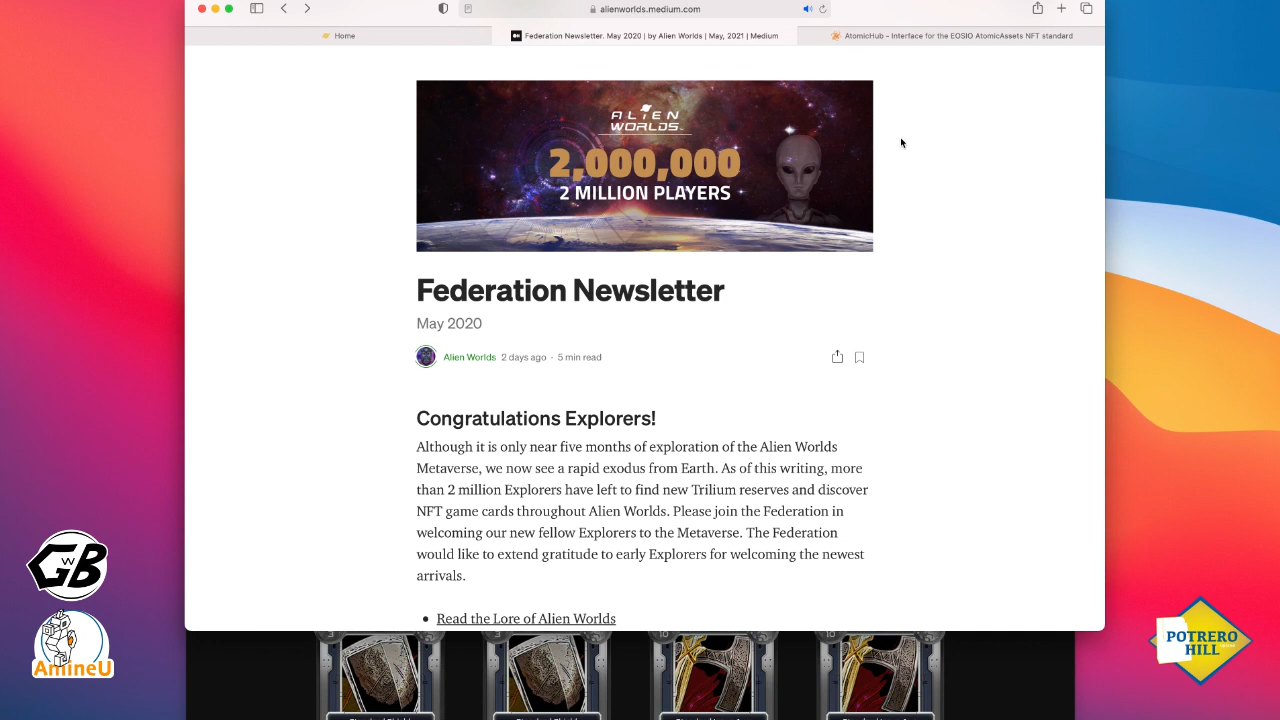 alienworlds.medium.com
Home
Federation Newsletter. May 2020 | by Alien Worlds | May, 2021 | Medium
AtomicHub - Interface for the EOSIO AtomicAssets NFT standard
ALIEN
WORLDS
2,000,000
2 MILLION PLAYERS
Federation Newsletter
May 2020
Alien Worlds 2 days ago · 5 min read
Congratulations Explorers!
Although it is only near five months of exploration of the Alien Worlds
Metaverse, we now see a rapid exodus from Earth. As of this writing, more
than 2 million Explorers have left to find new Trilium reserves and discover
NFT game cards throughout Alien Worlds. Please join the Federation in
welcoming our new fellow Explorers to the Metaverse. The Federation
would like to extend gratitude to early Explorers for welcoming the newest
arrivals.
• Read the Lore of Alien Worlds
3
3
10
10
GWB
AmineU
POTRERO
HILL